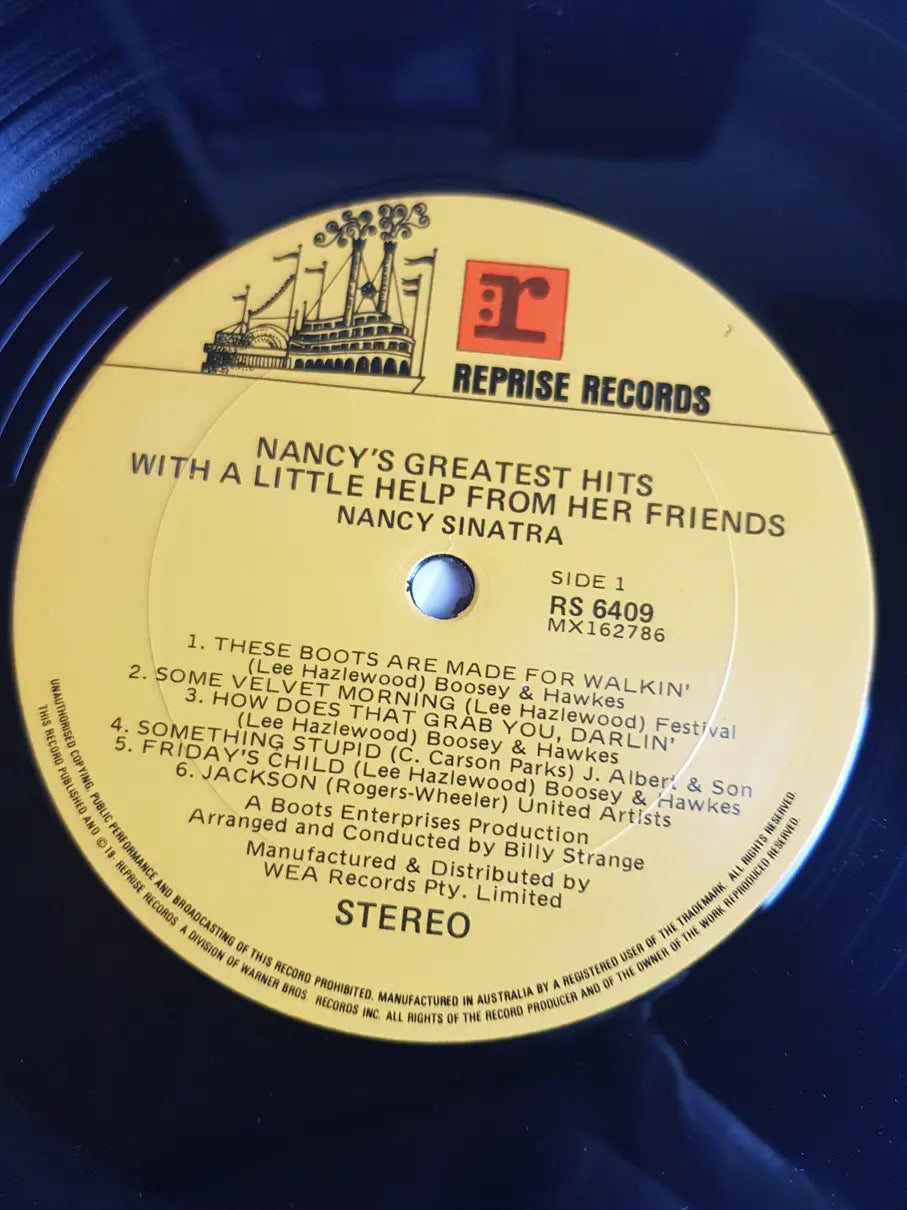 :r
REPRISE RECORDS
NANCY'S GREATEST HITS
WITH A LITTLE HELP FROM HER FRIENDS
NANCY SINATRA
SIDE 1
RS 6409
MX162786
1. THESE BOOTS ARE MADE FOR WALKIN'
(Lee Hazlewood) Boosey & Hawkes
2. SOME VELVET MORNING (Lee Hazlewood) Festival
3. HOW DOES THAT GRAB YOU, DARLIN'
(Lee Hazlewood) Boosey & Hawkes
4. SOMETHING STUPID (C. Carson Parks) J. Albert & Son
5. FRIDAY'S CHILD (Lee Hazlewood) Boosey & Hawkes
6. JACKSON (Rogers-Wheeler) United Artists
A Boots Enterprises Production
Arranged and Conducted by Billy Strange
Manufactured & Distributed by
WEA Records Pty. Limited
STEREO
UNAUTHORISED COPYING, PUBLIC PERFORMANCE AND BROADCASTING OF THIS RECORD PROHIBITED. MANUFACTURED IN AUSTRALIA BY A REGISTERED USER OF THE TRADEMARK. ALL RIGHTS RESERVED.
THIS RECORD PUBLISHED AND © 19- REPRISE RECORDS A DIVISION OF WARNER BROS. RECORDS INC. ALL RIGHTS OF THE RECORD PRODUCER AND OF THE OWNER OF THE WORK REPRODUCED RESERVED.